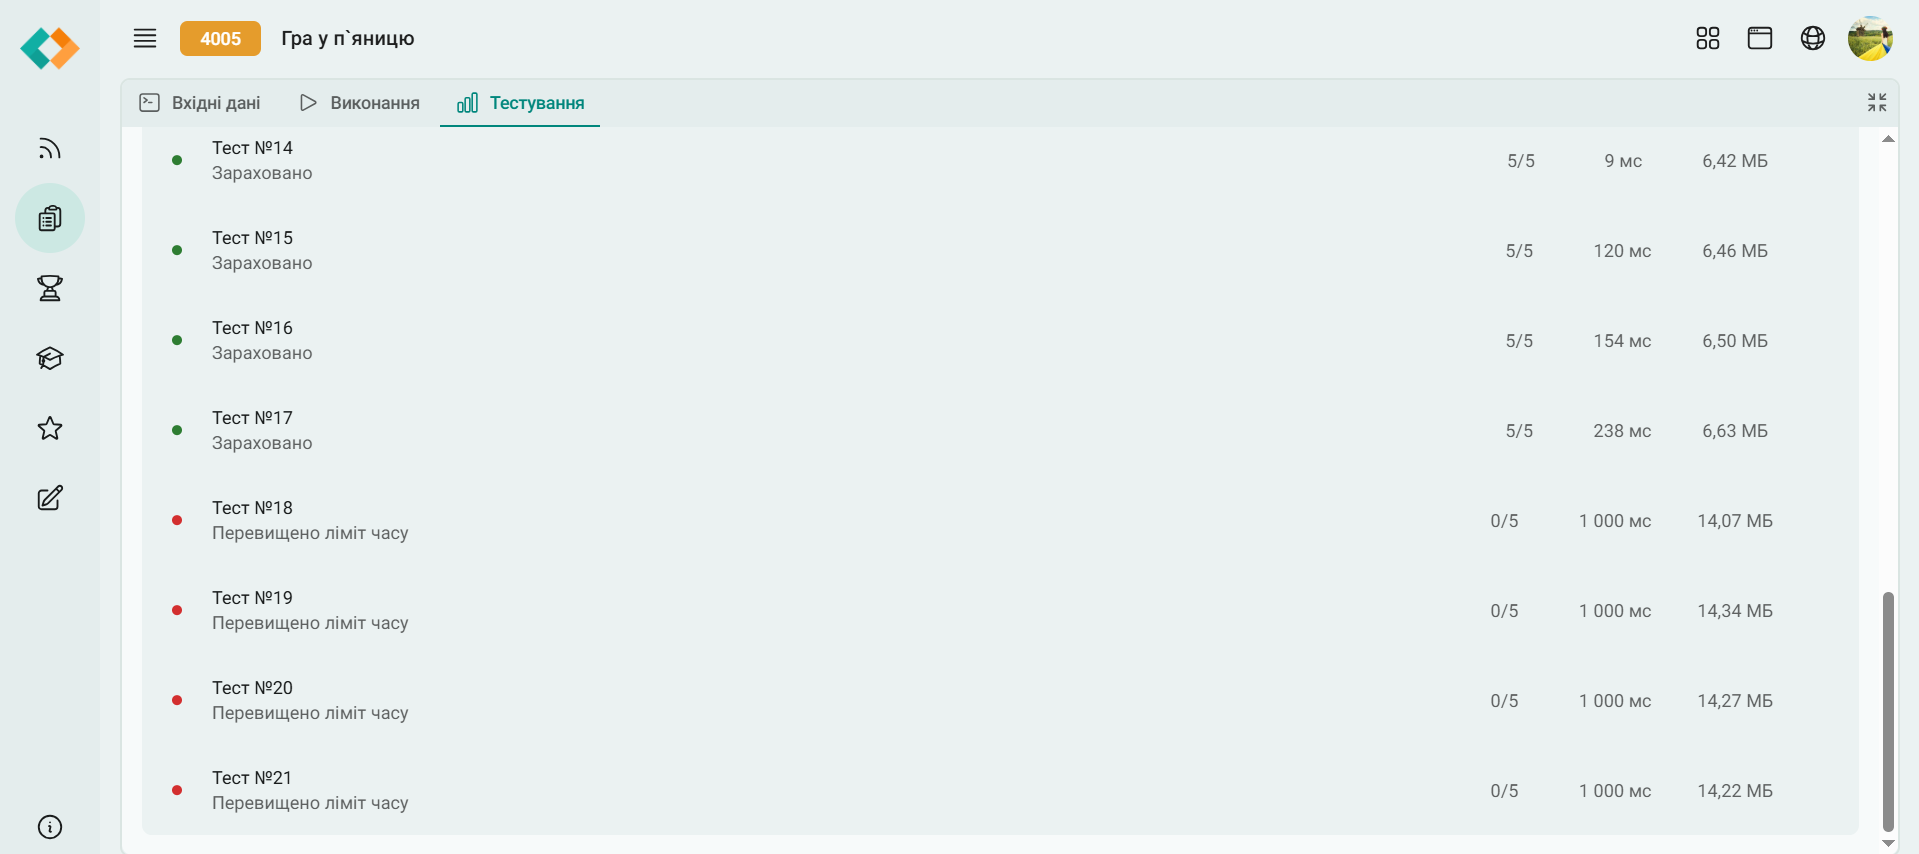 4005 Гра у п`яницю
Вхідні дані Виконання Тестування
Тест №14
Зараховано
5/5 9 мс 6,42 МБ
Тест №15
Зараховано
5/5 120 мс 6,46 МБ
Тест №16
Зараховано
5/5 154 мс 6,50 МБ
Тест №17
Зараховано
5/5 238 мс 6,63 МБ
Тест №18
Перевищено ліміт часу
0/5 1 000 мс 14,07 МБ
Тест №19
Перевищено ліміт часу
0/5 1 000 мс 14,34 МБ
Тест №20
Перевищено ліміт часу
0/5 1 000 мс 14,27 МБ
Тест №21
Перевищено ліміт часу
0/5 1 000 мс 14,22 МБ